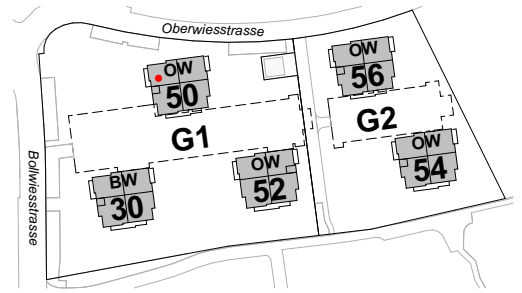 Oberwiesstrasse
OW
50
OW
56
G1
G2
BW
30
OW
52
OW
54
Bollwiesstrasse